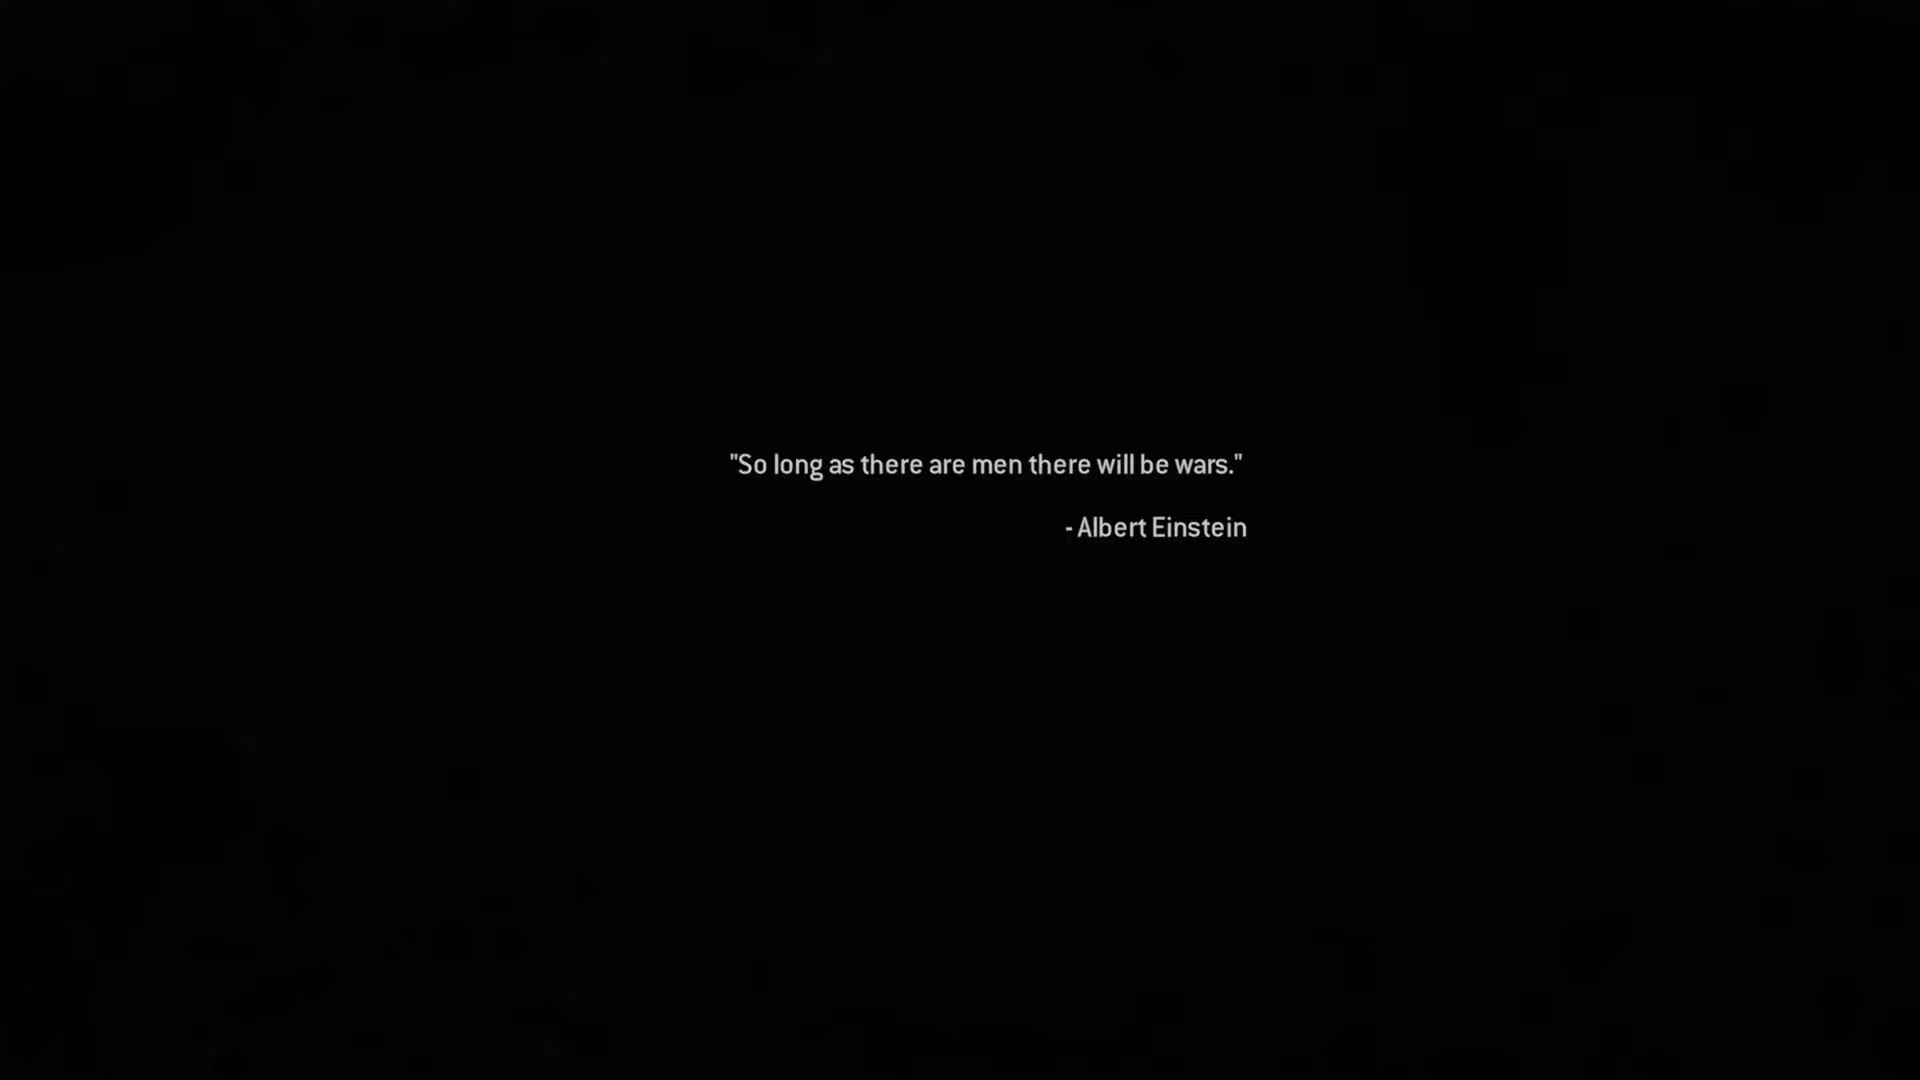 "So long as there are men there will be wars."
- Albert Einstein